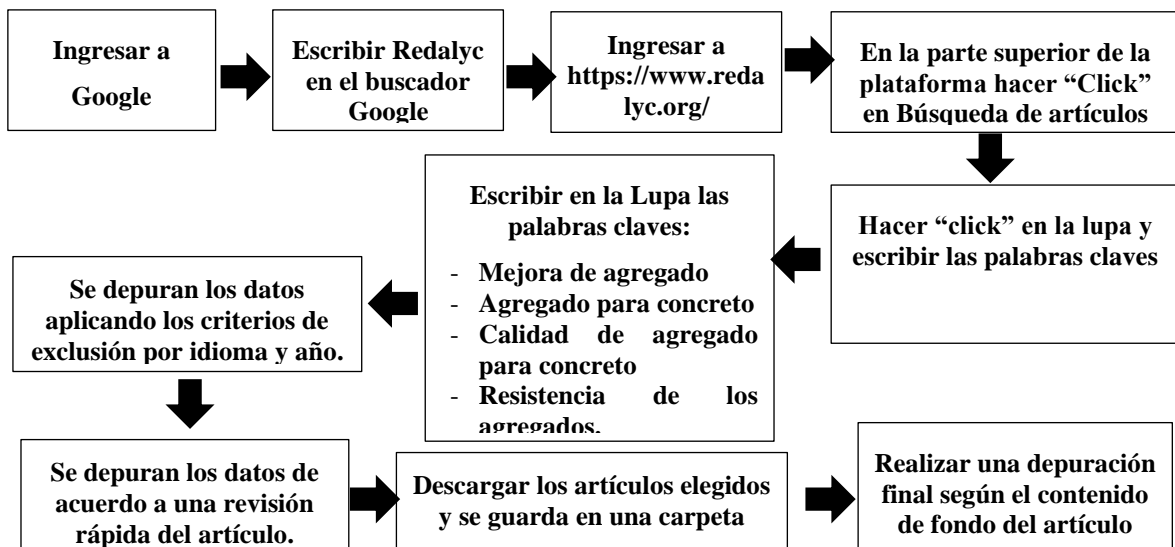 Ingresar a
Google
Escribir Redalyc
en el buscador
Google
Ingresar a
https://www.reda
lyc.org/
En la parte superior de la
plataforma hacer “Click”
en Búsqueda de artículos
Hacer “click” en la lupa y
escribir las palabras claves
Escribir en la Lupa las
palabras claves:
- Mejora de agregado
- Agregado para concreto
- Calidad de agregado
para concreto
- Resistencia de los
agregados.
Se depuran los datos
aplicando los criterios de
exclusión por idioma y año.
Se depuran los datos de
acuerdo a una revisión
rápida del artículo.
Descargar los artículos elegidos
y se guarda en una carpeta
Realizar una depuración
final según el contenido
de fondo del artículo